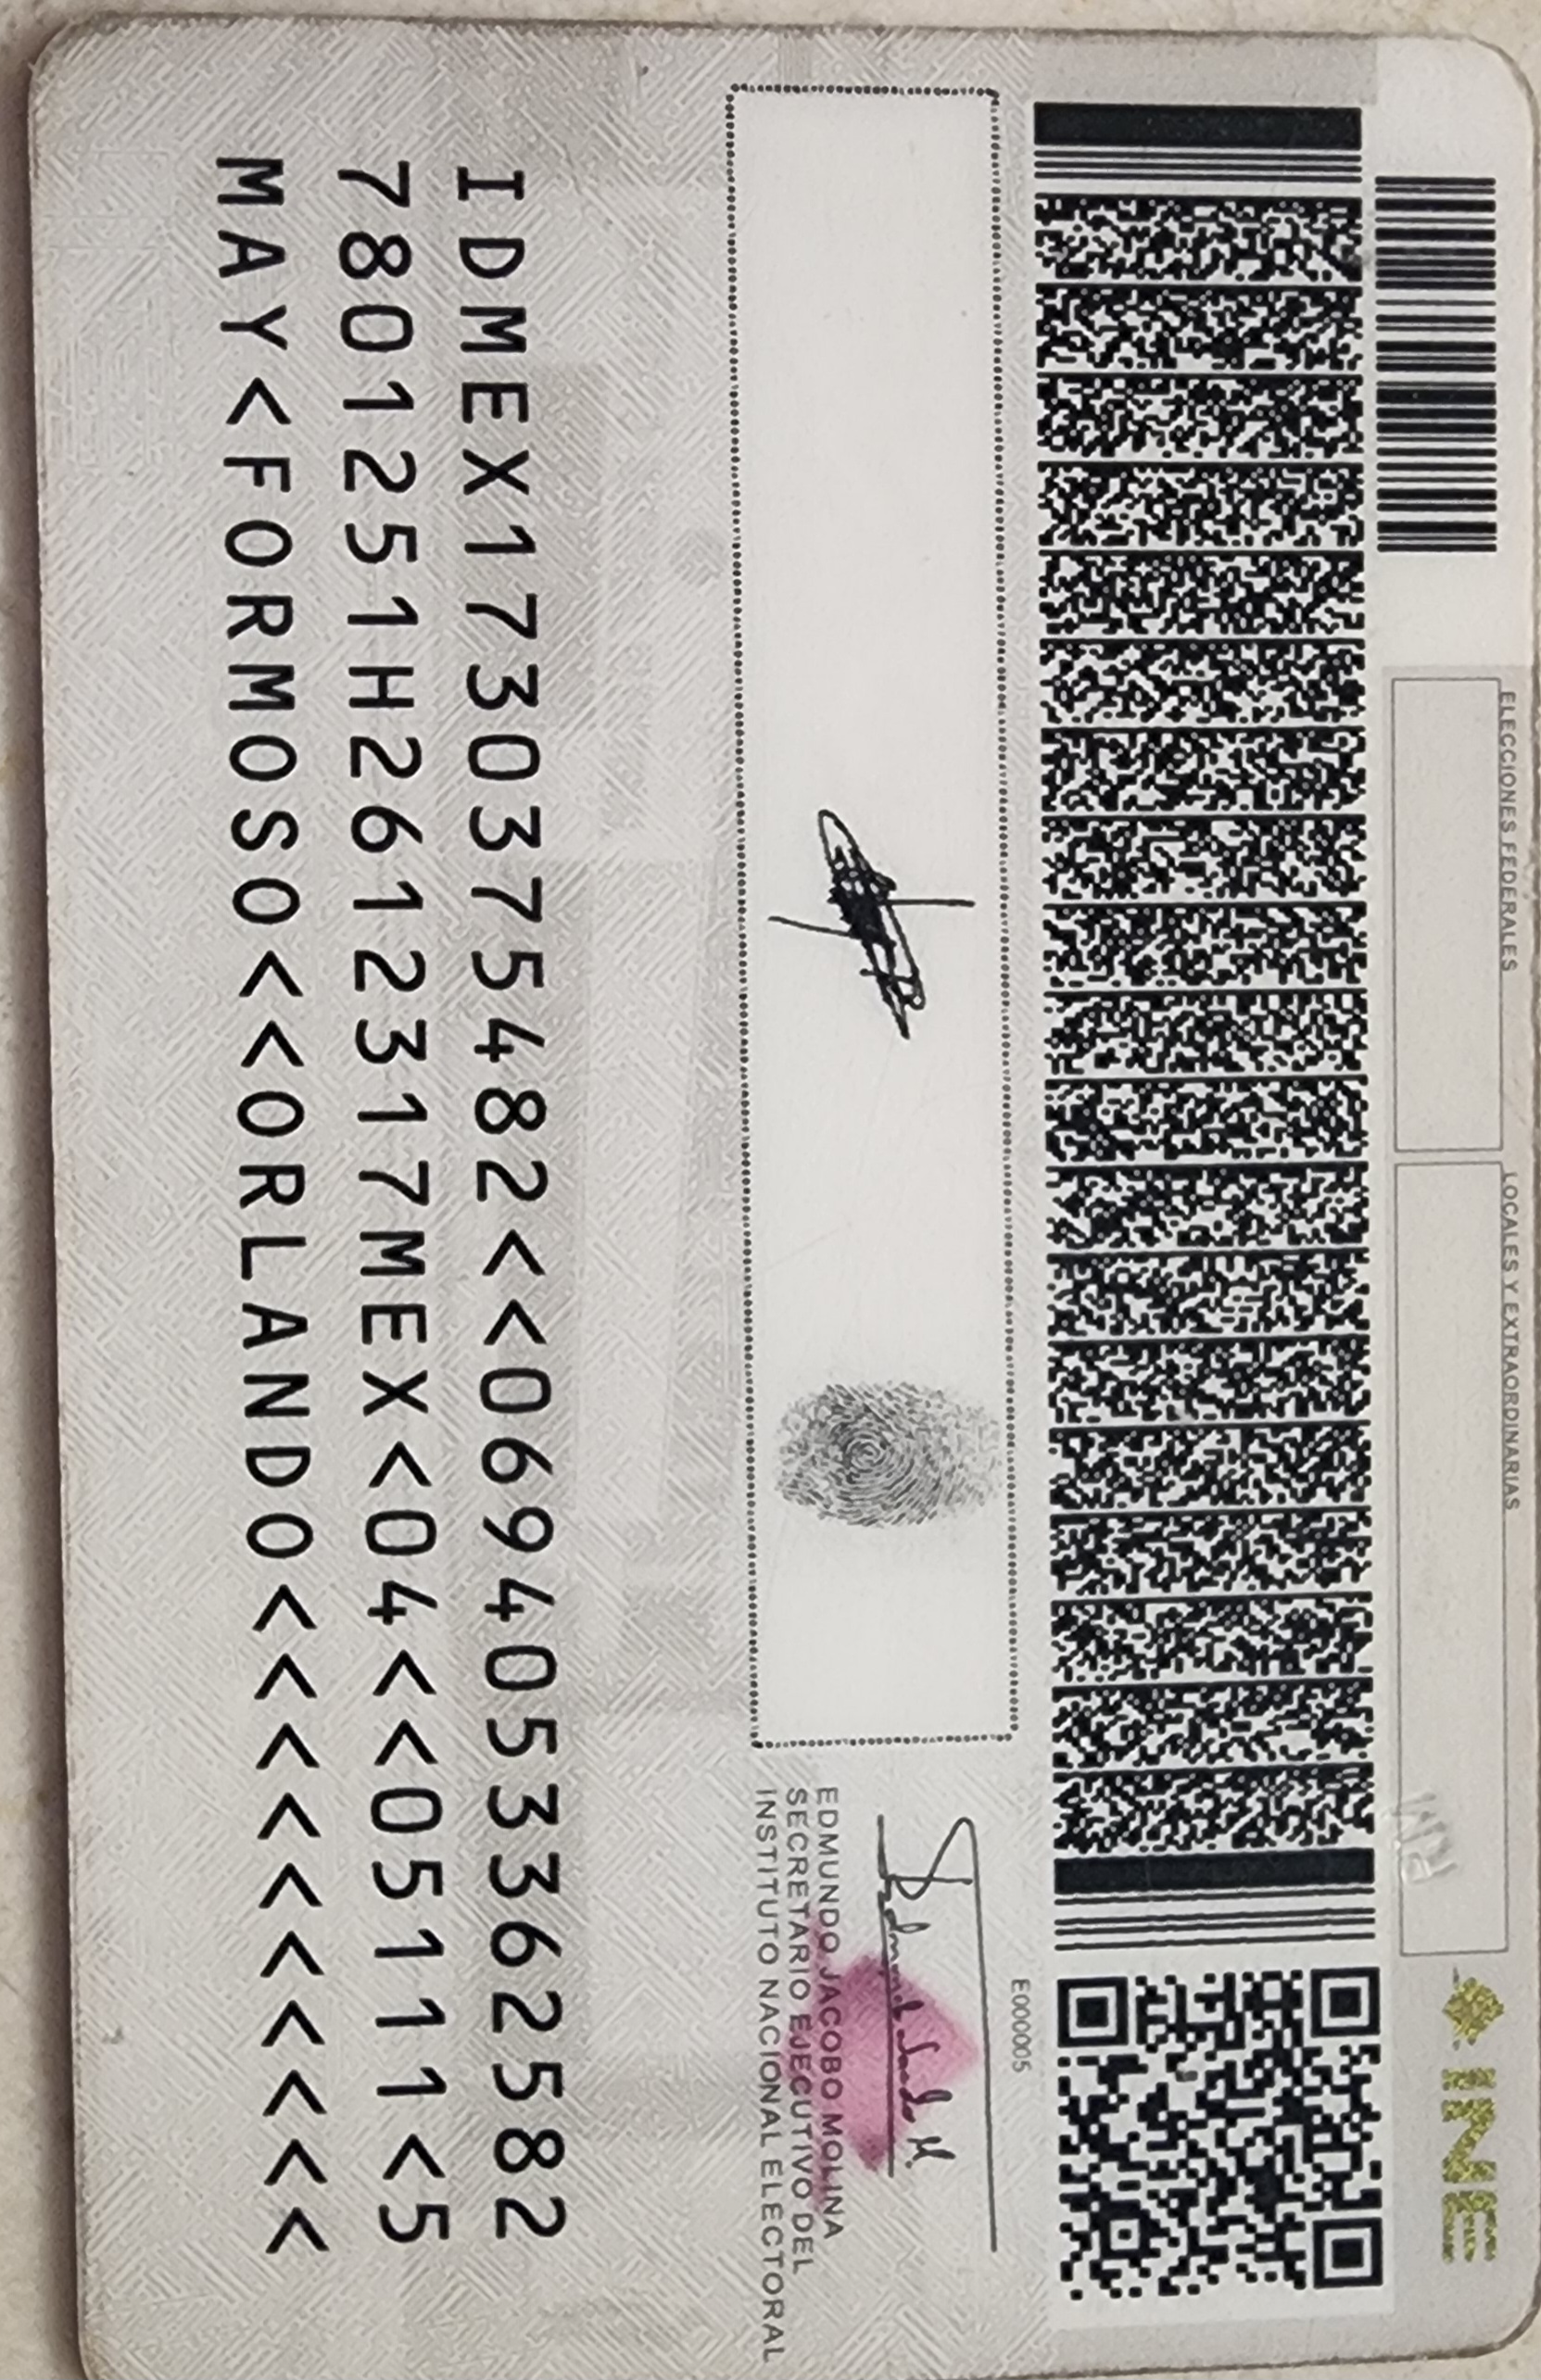 ELECCIONES FEDERALES
LOCALES Y EXTRAORDINARIAS
INE
E000005
EDMUNDO JACOBO MOLINA
SECRETARIO EJECUTIVO DEL
INSTITUTO NACIONAL ELECTORAL
IDMEX1730375482<<0694053362582
7801251H2612317MEX<04<<05111<5
MAY<FORMOSO<<ORLANDO<<<<<<<<<<